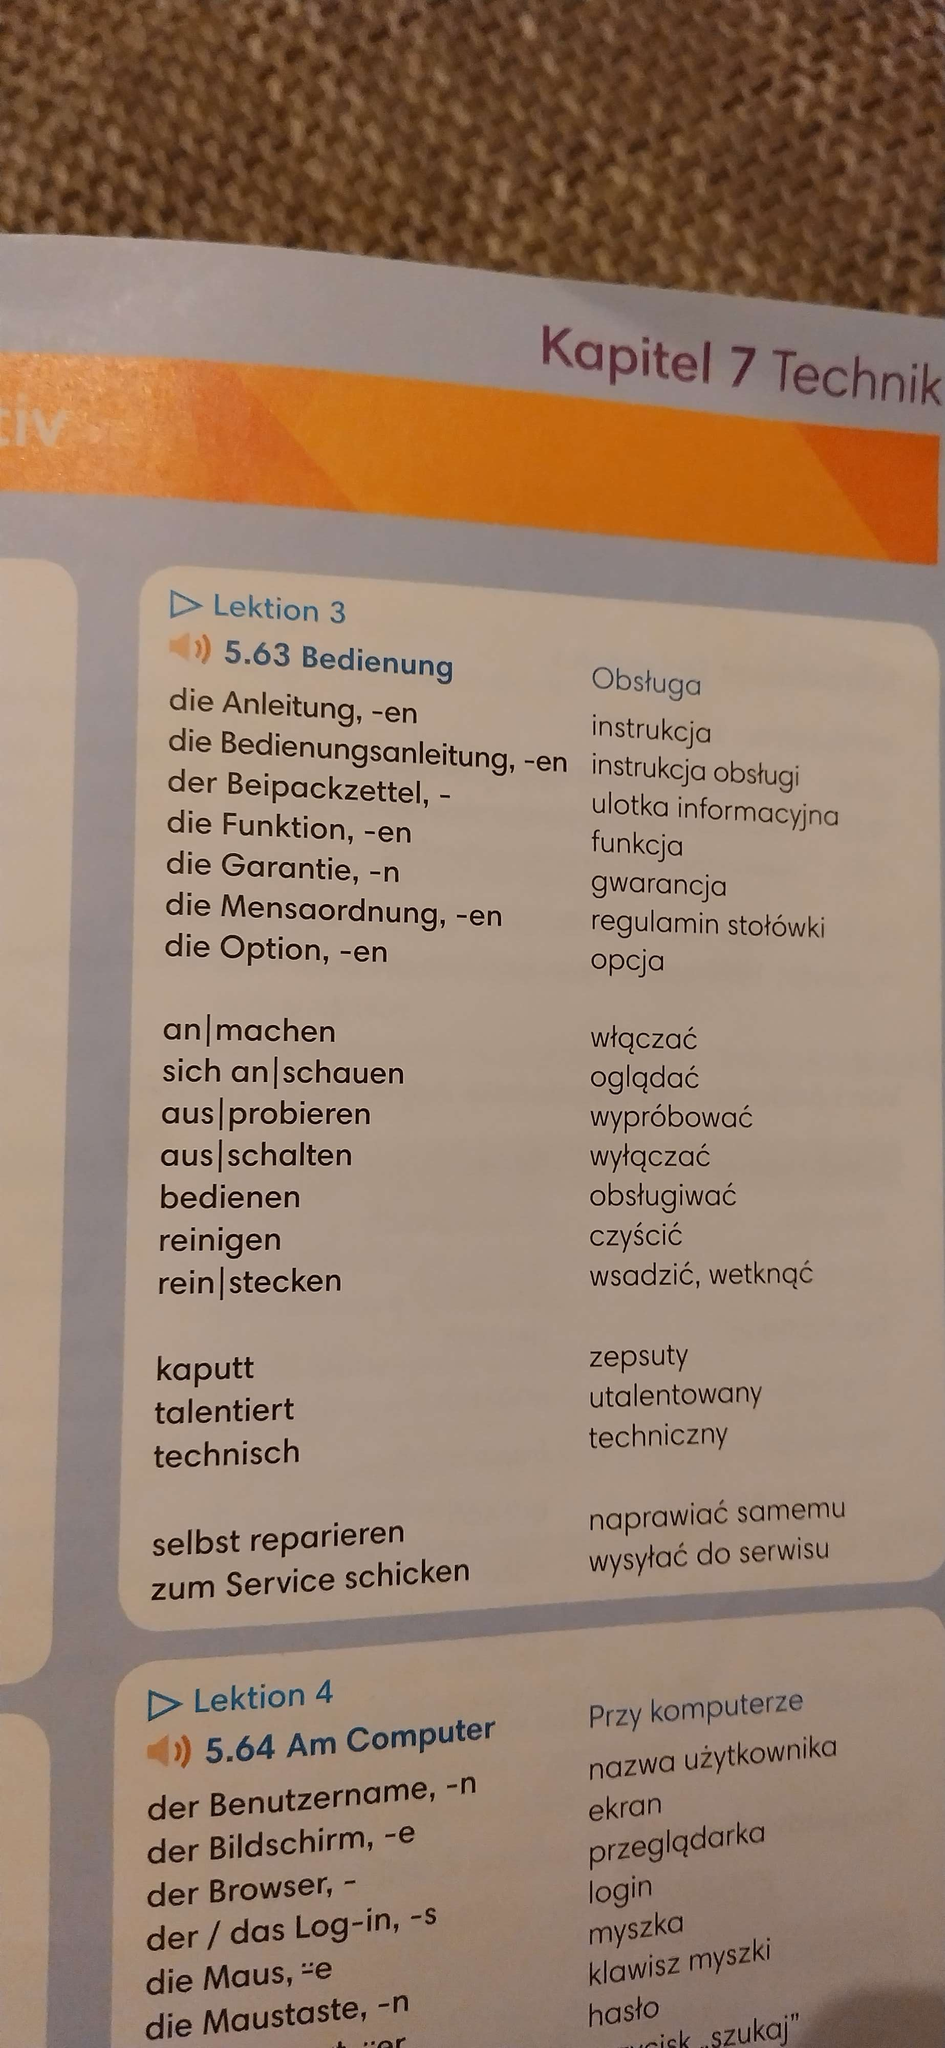 Kapitel 7 Technik
tiv
Lektion 3
5.63 Bedienung Obsługa
die Anleitung, -en instrukcja
die Bedienungsanleitung, -en instrukcja obsługi
der Beipackzettel, - ulotka informacyjna
die Funktion, -en funkcja
die Garantie, -n gwarancja
die Mensaordnung, -en regulamin stołówki
die Option, -en opcja
an|machen włączać
sich an|schauen oglądać
aus|probieren wypróbować
aus|schalten wyłączać
bedienen obsługiwać
reinigen czyścić
rein|stecken wsadzić, wetknąć
kaputt zepsuty
talentiert utalentowany
technisch techniczny
selbst reparieren naprawiać samemu
zum Service schicken wysyłać do serwisu
Lektion 4
5.64 Am Computer Przy komputerze
der Benutzername, -n nazwa użytkownika
der Bildschirm, -e ekran
der Browser, - przeglądarka
der / das Log-in, -s login
die Maus, ¨-e myszka
die Maustaste, -n klawisz myszki
hasło
„szukaj”